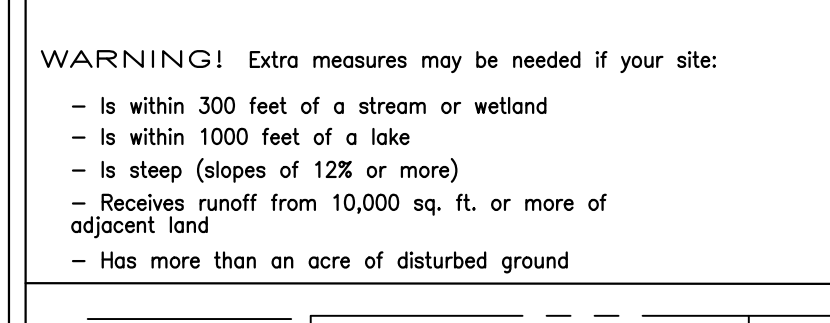 WARNING! Extra measures may be needed if your site:
– Is within 300 feet of a stream or wetland
– Is within 1000 feet of a lake
– Is steep (slopes of 12% or more)
– Receives runoff from 10,000 sq. ft. or more of
adjacent land
– Has more than an acre of disturbed ground